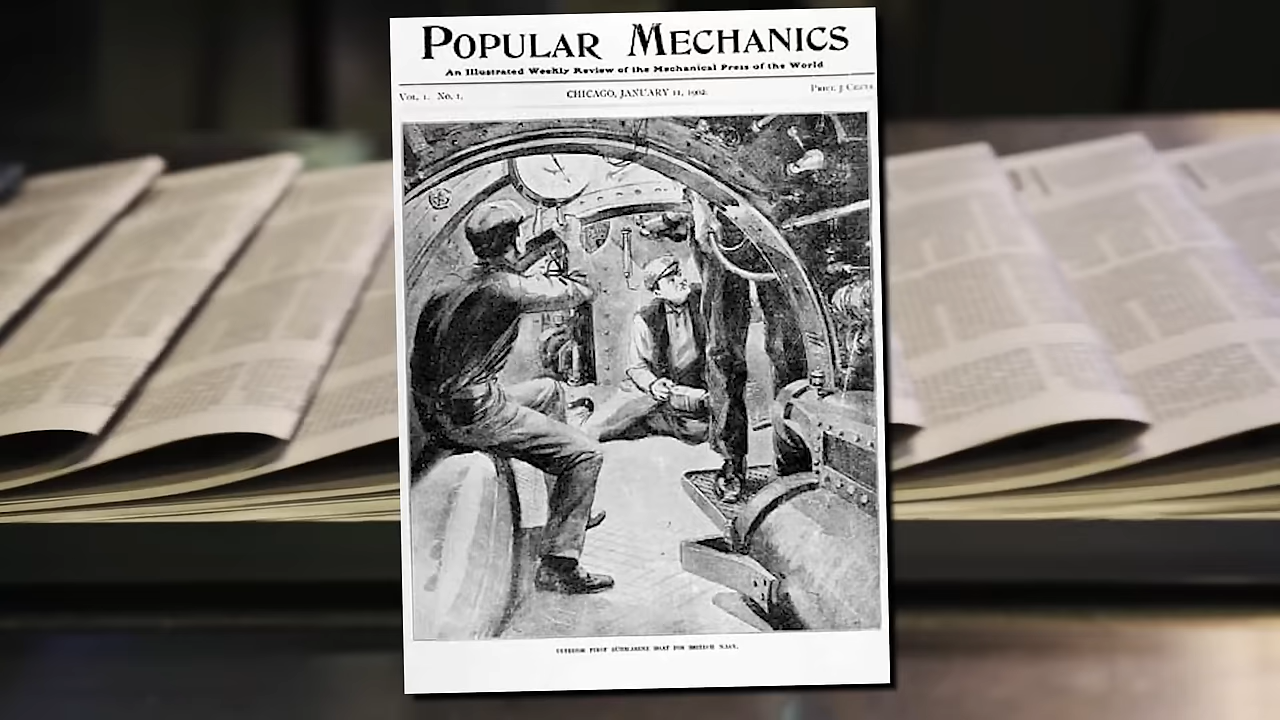 POPULAR MECHANICS
An Illustrated Weekly Review of the Mechanical Press of the World
VOL. 1. No. 1.
CHICAGO, JANUARY 11, 1902.
PRICE 3 CENTS
INTERIOR FIRST SUBMARINE BOAT FOR BRITISH NAVY.